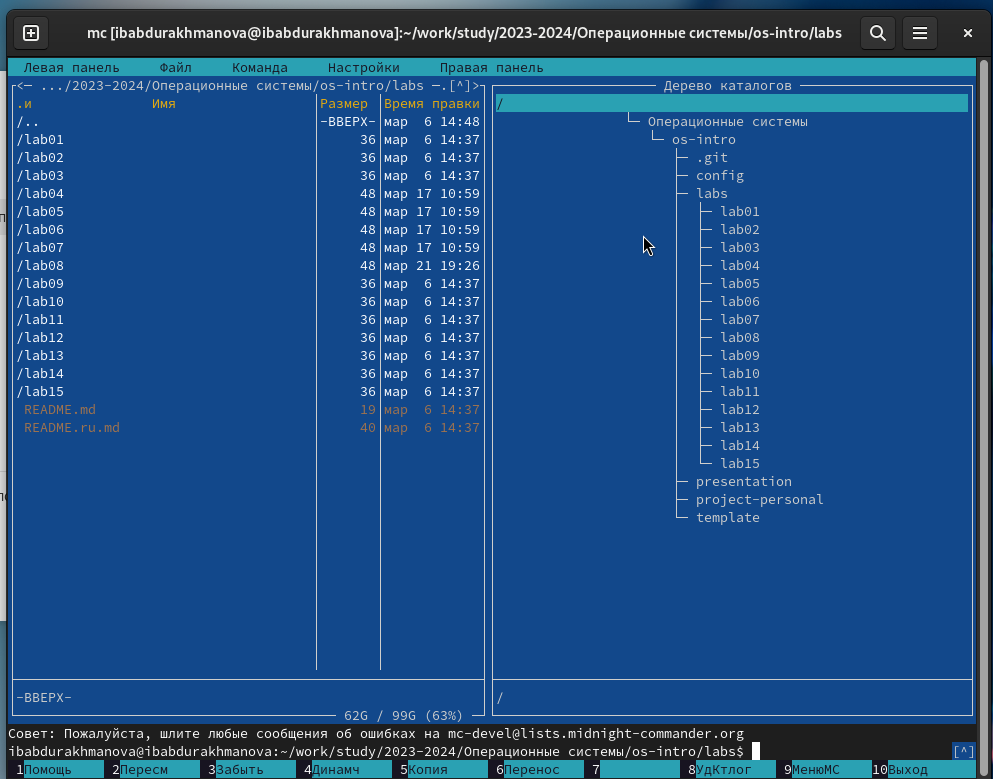 mc [ibabdurakhmanova@ibabdurakhmanova]:~/work/study/2023-2024/Операционные системы/os-intro/labs
Левая панель Файл Команда Настройки Правая панель
<─ .../2023-2024/Операционные системы/os-intro/labs ─.[^]>
.и Имя Размер Время правки
/.. -ВВЕРХ- мар 6 14:48
/lab01 36 мар 6 14:37
/lab02 36 мар 6 14:37
/lab03 36 мар 6 14:37
/lab04 48 мар 17 10:59
/lab05 48 мар 17 10:59
/lab06 48 мар 17 10:59
/lab07 48 мар 17 10:59
/lab08 48 мар 21 19:26
/lab09 36 мар 6 14:37
/lab10 36 мар 6 14:37
/lab11 36 мар 6 14:37
/lab12 36 мар 6 14:37
/lab13 36 мар 6 14:37
/lab14 36 мар 6 14:37
/lab15 36 мар 6 14:37
README.md 19 мар 6 14:37
README.ru.md 40 мар 6 14:37
-ВВЕРХ-
62G / 99G (63%)
Дерево каталогов
/
Операционные системы
os-intro
.git
config
labs
lab01
lab02
lab03
lab04
lab05
lab06
lab07
lab08
lab09
lab10
lab11
lab12
lab13
lab14
lab15
presentation
project-personal
template
/
Совет: Пожалуйста, шлите любые сообщения об ошибках на mc-devel@lists.midnight-commander.org
ibabdurakhmanova@ibabdurakhmanova:~/work/study/2023-2024/Операционные системы/os-intro/labs$ [^]
1Помощь 2Пересм 3Забыть 4Динамч 5Копия 6Перенос 7 8УдКтлог 9МенюMC 10Выход